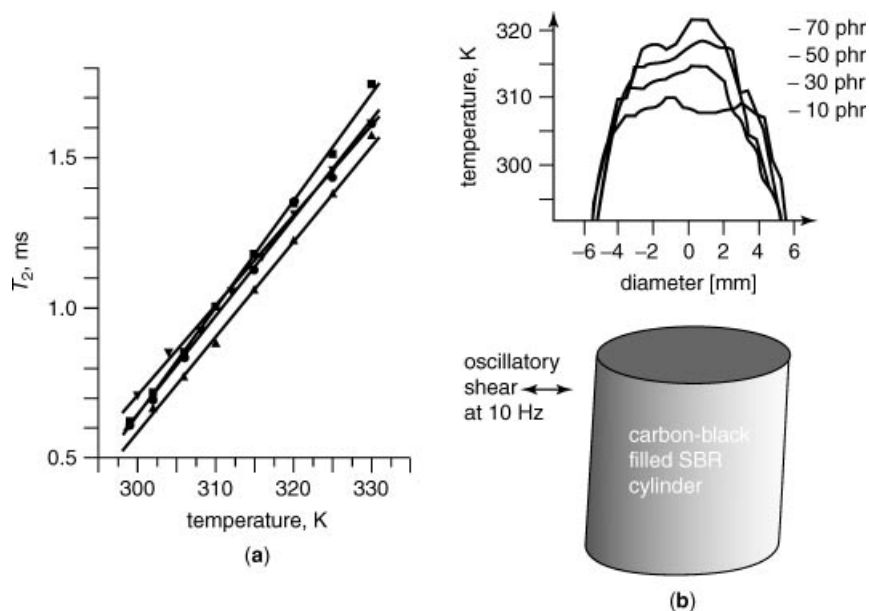 T2, ms
1.5
1.0
0.5
300 310 320 330
temperature, K
(a)
temperature, K
320
310
300
– 70 phr
– 50 phr
– 30 phr
– 10 phr
–6 –4 –2 0 2 4 6
diameter [mm]
oscillatory
shear
at 10 Hz
carbon-black
filled SBR
cylinder
(b)